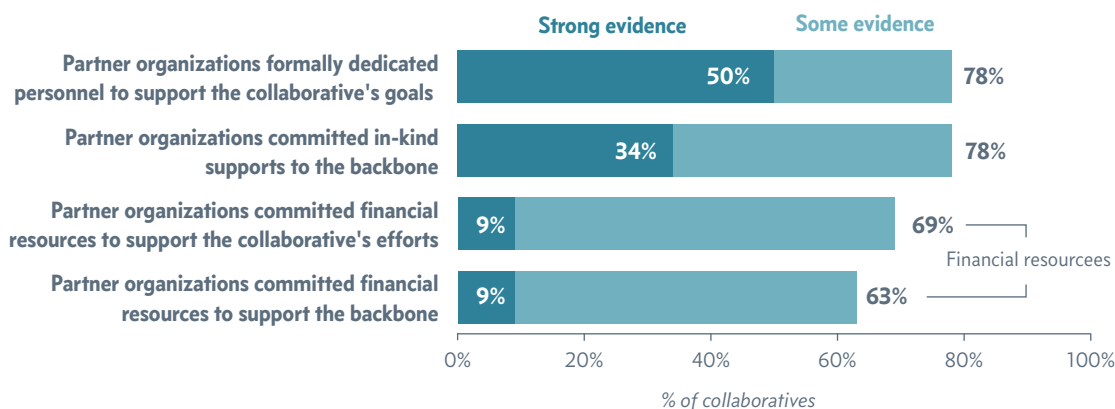 Strong evidence Some evidence
Partner organizations formally dedicated
personnel to support the collaborative's goals
50% 78%
Partner organizations committed in-kind
supports to the backbone
34% 78%
Partner organizations committed financial
resources to support the collaborative's efforts
9% 69%
Financial resourcees
Partner organizations committed financial
resources to support the backbone
9% 63%
0% 20% 40% 60% 80% 100%
% of collaboratives